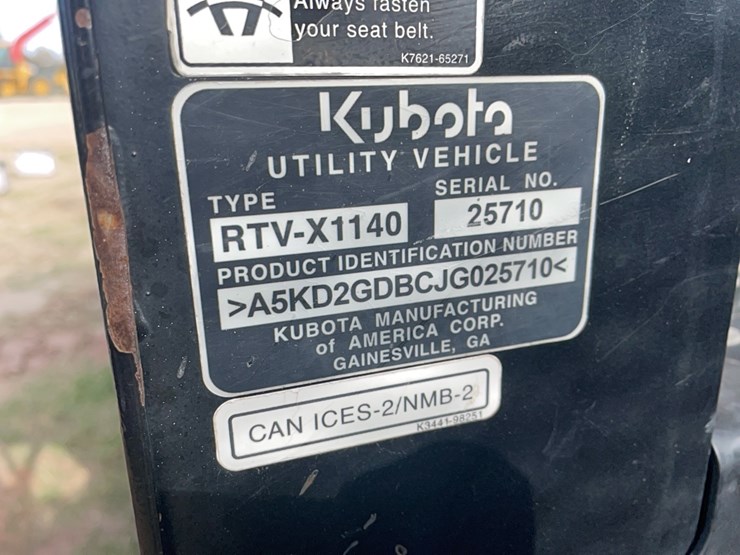 Always fasten
your seat belt.
K7621-65271
Kubota
UTILITY VEHICLE
TYPE
SERIAL NO.
RTV-X1140
25710
PRODUCT IDENTIFICATION NUMBER
>A5KD2GDBCJG025710<
KUBOTA MANUFACTURING
of AMERICA CORP.
GAINESVILLE, GA
CAN ICES-2/NMB-2
K3441-98251